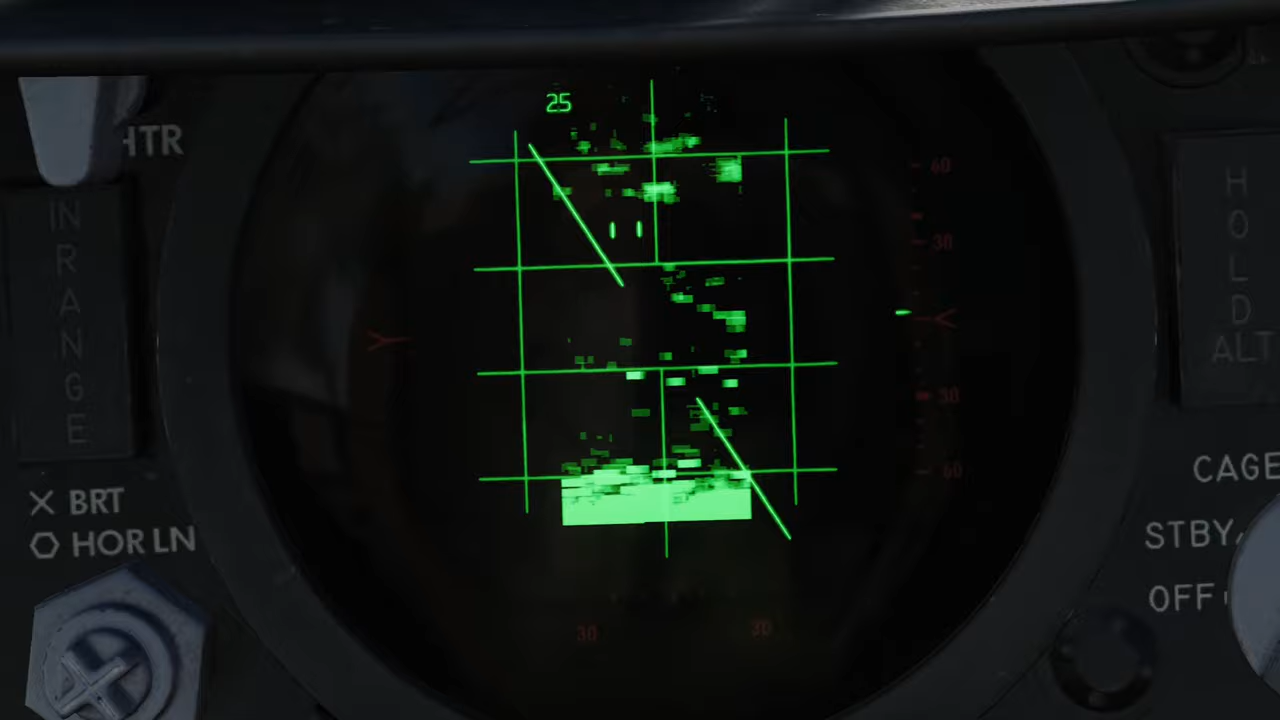 25
HTR
IN
RANGE
BRT
HOR LN
HOLD
ALT
CAGE
STBY
OFF
60
30
30
60
30
30